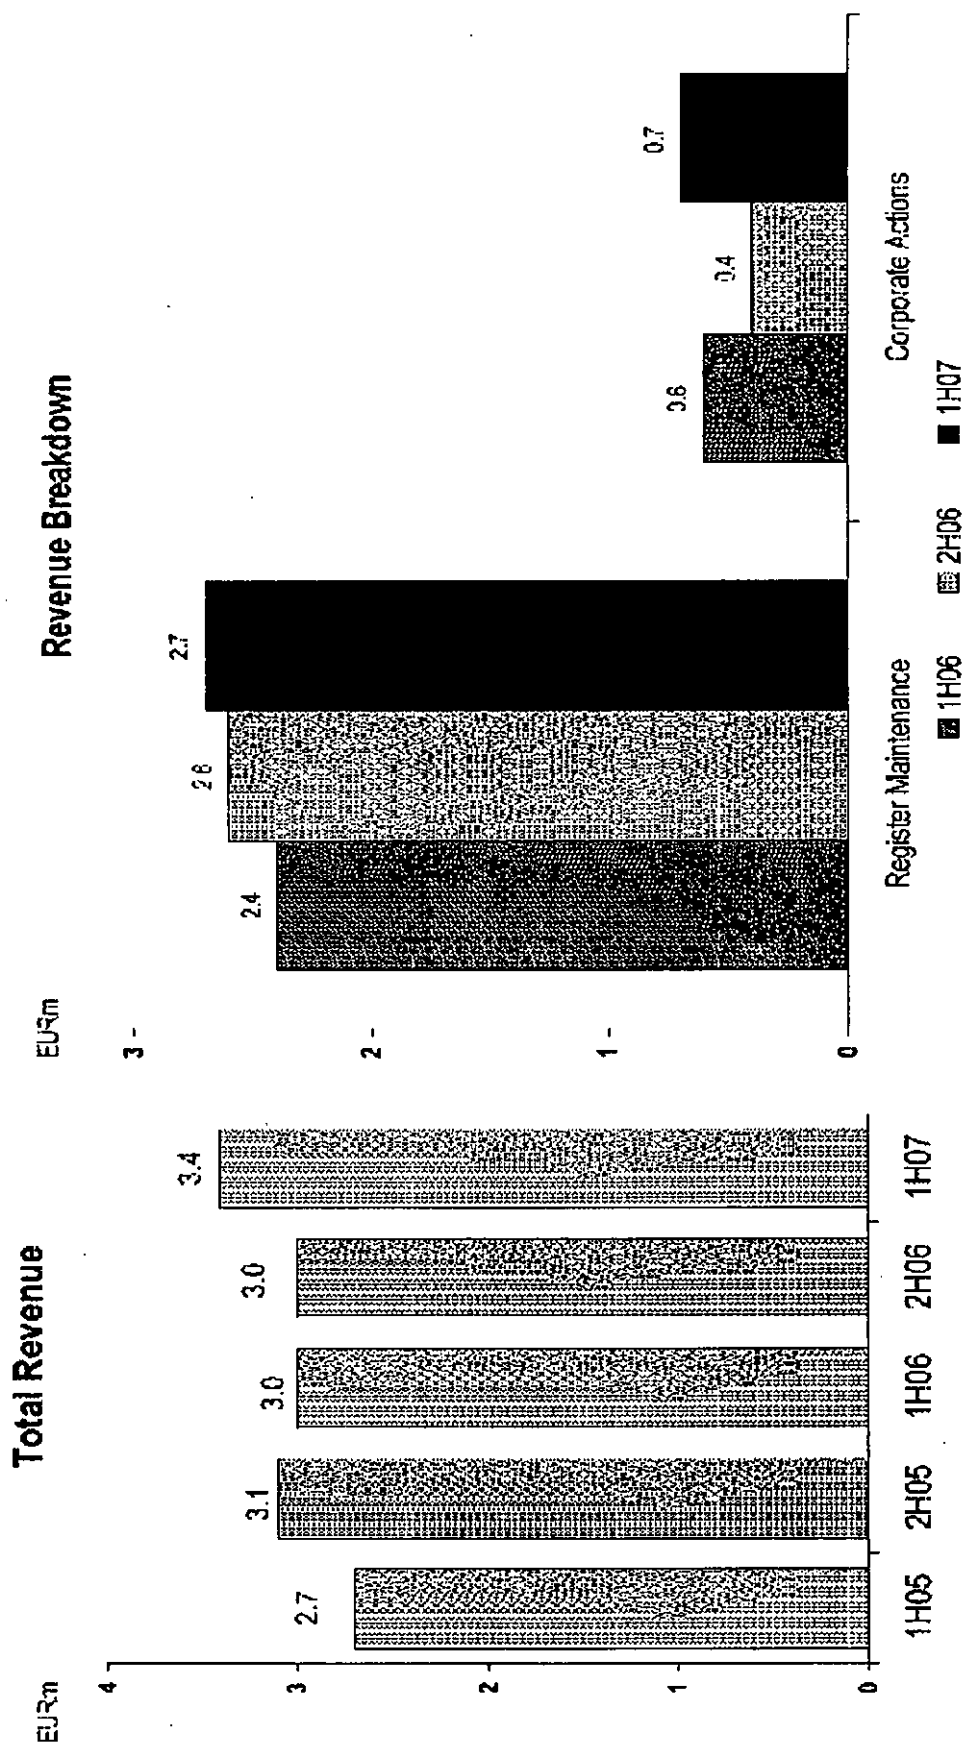 Total Revenue
EURm
4
3
2
1
0
2.7
3.1
3.0
3.0
3.4
1H05
2H05
1H06
2H06
1H07
Revenue Breakdown
EURm
3
2
1
0
2.4
2.6
2.7
0.6
0.4
0.7
Register Maintenance
Corporate Actions
1H06
2H06
1H07